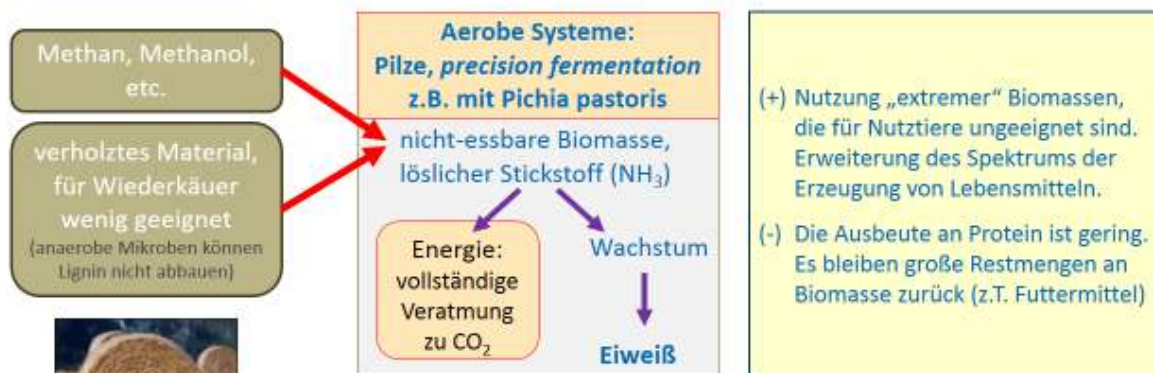 Methan, Methanol,
etc.
verholztes Material,
für Wiederkäuer
wenig geeignet
(anaerobe Mikroben können
Lignin nicht abbauen)
Aerobe Systeme:
Pilze, precision fermentation
z.B. mit Pichia pastoris
nicht-essbare Biomasse,
löslicher Stickstoff (NH₃)
Energie:
vollständige
Veratmung
zu CO₂
Wachstum
Eiweiß
(+) Nutzung „extremer“ Biomassen,
die für Nutztiere ungeeignet sind.
Erweiterung des Spektrums der
Erzeugung von Lebensmitteln.
(-) Die Ausbeute an Protein ist gering.
Es bleiben große Restmengen an
Biomasse zurück (z.T. Futtermittel)